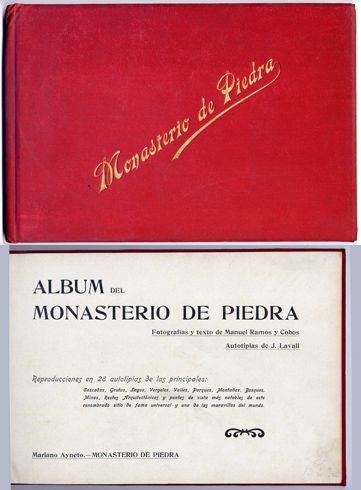 Monasterio de Piedra
ALBUM DEL
MONASTERIO DE PIEDRA
Fotografías y texto de Manuel Ramos y Cobos
Autotipias de J. Lavall
Reproducciones en 26 autotipias de las principales:
Cascadas, Grutas, Lagos, Vergeles, Valles, Parques, Montañas, Bosques,
Minas, Restos Arquitectónicos y puntos de vista más notables de este
renombrado sitio de fama universal y una de las maravillas del mundo.
Mariano Ayneto.—MONASTERIO DE PIEDRA